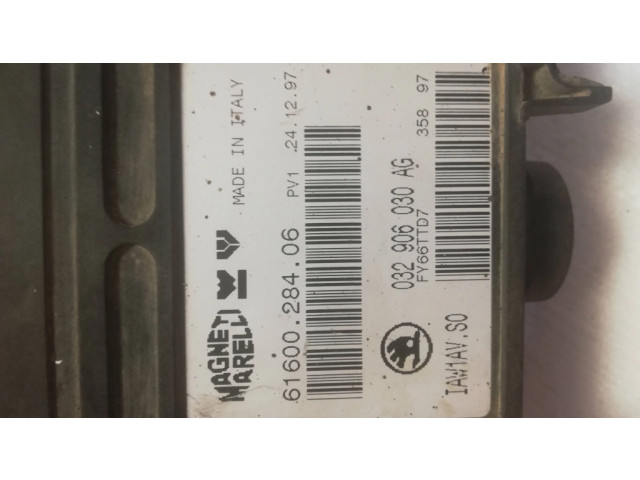 MAGNETI
MARELLI
MADE IN ITALY
61600.284.06
PV1
24.12.97
032 906 030 AG
FY66TTD7
358 97
IAW1AV.S0